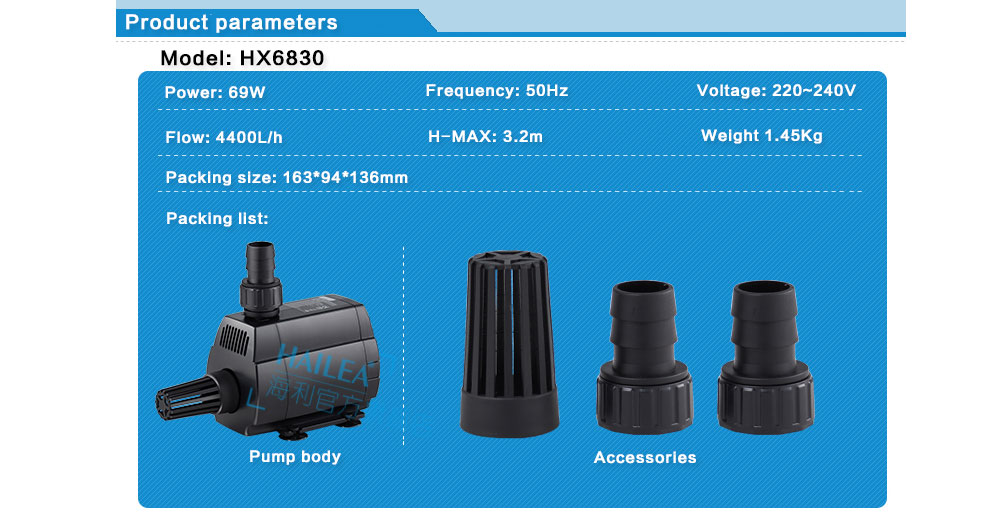 Product parameters
Model: HX6830
Power: 69W Frequency: 50Hz Voltage: 220~240V
Flow: 4400L/h H-MAX: 3.2m Weight 1.45Kg
Packing size: 163*94*136mm
Packing list:
HAILEA
海利官方
Pump body Accessories